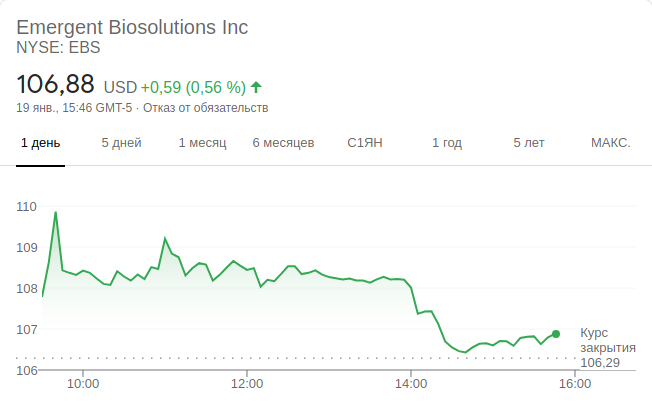 Emergent Biosolutions Inc
NYSE: EBS
106,88 USD +0,59 (0,56 %)
19 янв., 15:46 GMT-5 · Отказ от обязательств
1 день 5 дней 1 месяц 6 месяцев С1ЯН 1 год 5 лет МАКС.
110
109
108
107
106
Курс
закрытия
106,29
10:00 12:00 14:00 16:00